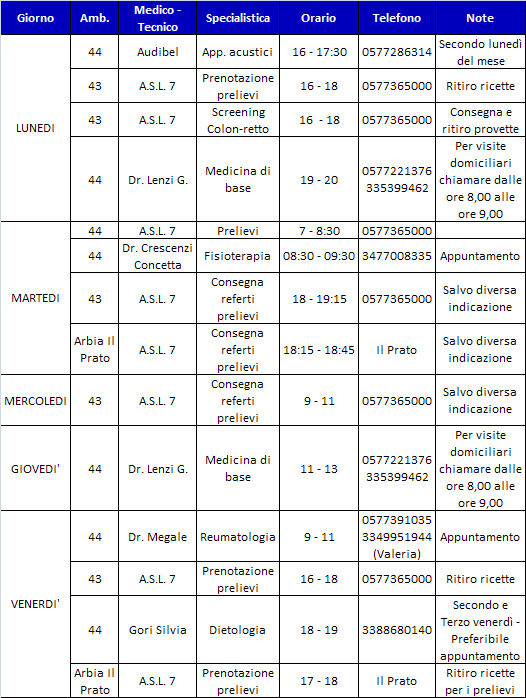 Giorno Amb. Medico - Tecnico Specialistica Orario Telefono Note
LUNEDI
44 Audibel App. acustici 16 - 17:30 0577286314 Secondo lunedì del mese
43 A.S.L. 7 Prenotazione prelievi 16 - 18 0577365000 Ritiro ricette
43 A.S.L. 7 Screening Colon-retto 16 - 18 0577365000 Consegna e ritiro provette
44 Dr. Lenzi G. Medicina di base 19 - 20 0577221376 335399462 Per visite domiciliari chiamare dalle ore 8,00 alle ore 9,00
MARTEDI
44 A.S.L. 7 Prelievi 7 - 8:30 0577365000
44 Dr. Crescenzi Concetta Fisioterapia 08:30 - 09:30 3477008335 Appuntamento
43 A.S.L. 7 Consegna referti prelievi 18 - 19:15 0577365000 Salvo diversa indicazione
Arbia Il Prato A.S.L. 7 Consegna referti prelievi 18:15 - 18:45 Il Prato Salvo diversa indicazione
MERCOLEDI 43 A.S.L. 7 Consegna referti prelievi 9 - 11 0577365000 Salvo diversa indicazione
GIOVEDI' 44 Dr. Lenzi G. Medicina di base 11 - 13 0577221376 335399462 Per visite domiciliari chiamare dalle ore 8,00 alle ore 9,00
VENERDI'
44 Dr. Megale Reumatologia 9 - 11 0577391035 3349951944 (Valeria) Appuntamento
43 A.S.L. 7 Prenotazione prelievi 16 - 18 0577365000 Ritiro ricette
44 Gori Silvia Dietologia 18 - 19 3388680140 Secondo e Terzo venerdì - Preferibile appuntamento
Arbia Il Prato A.S.L. 7 Prenotazione prelievi 17 - 18 Il Prato Ritiro ricette per i prelievi